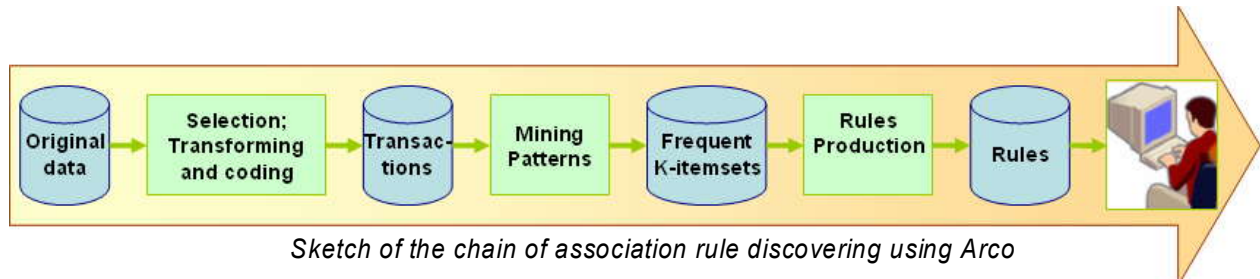 Original
data
Selection;
Transforming
and coding
Transac-
tions
Mining
Patterns
Frequent
K-itemsets
Rules
Production
Rules
Sketch of the chain of association rule discovering using Arco